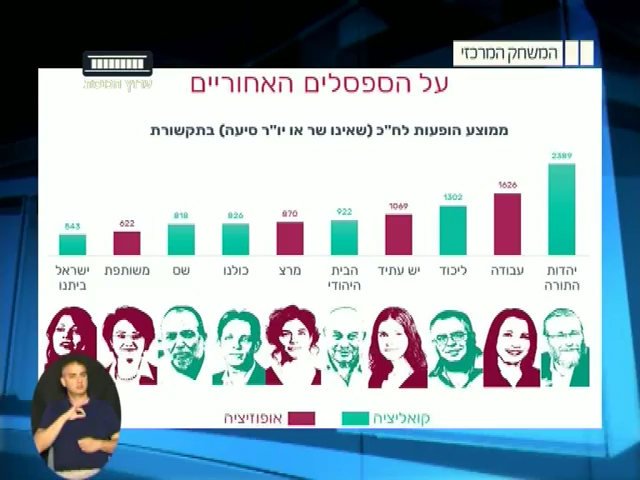 המשחק המרכזי
ערוץ הכנסת
על הספסלים האחוריים
ממוצע הופעות לח"כ (שאינו שר או יו"ר סיעה) בתקשורת
543 622 818 826 870 922 1069 1302 1626 2389
ישראל ביתנו
משותפת
שס
כולנו
מרצ
הבית היהודי
יש עתיד
ליכוד
עבודה
יהדות התורה
קואליציה
אופוזיציה